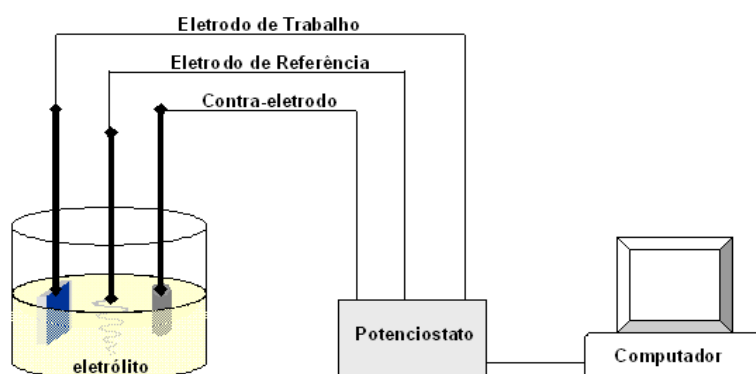 Eletrodo de Trabalho
Eletrodo de Referência
Contra-eletrodo
Potenciostato
Computador
eletrólito